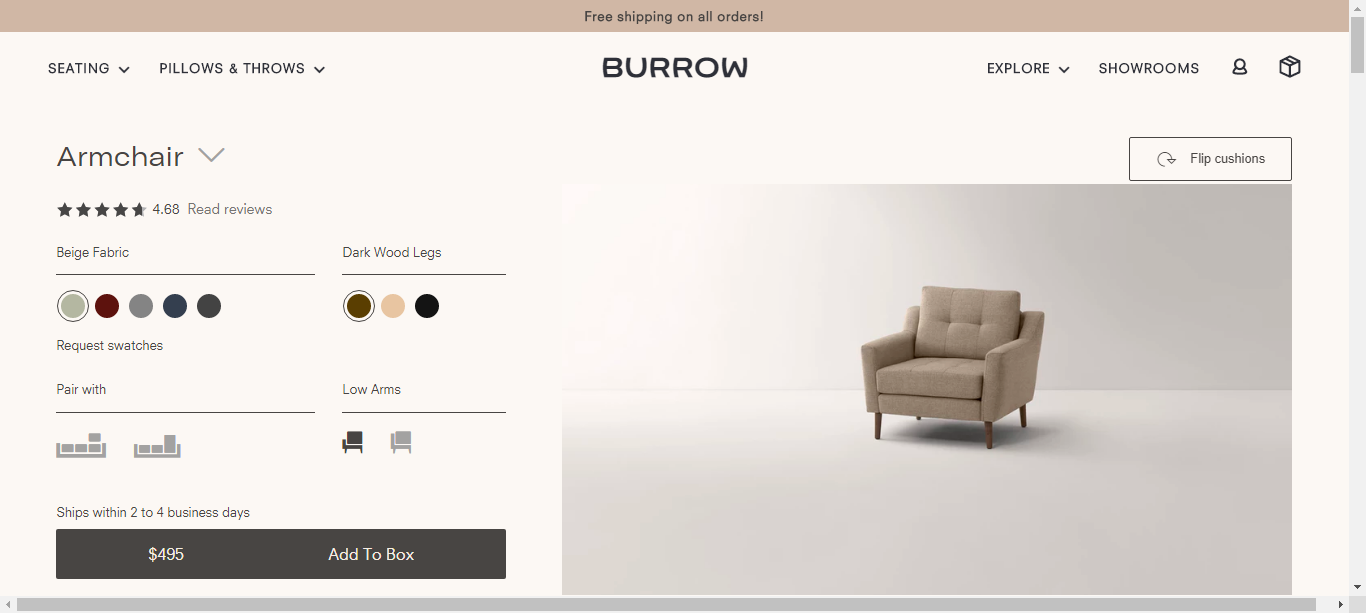 Free shipping on all orders!
SEATING
PILLOWS & THROWS
BURROW
EXPLORE
SHOWROOMS
Armchair
Flip cushions
4.68 Read reviews
Beige Fabric
Dark Wood Legs
Request swatches
Pair with
Low Arms
Ships within 2 to 4 business days
$495 Add To Box